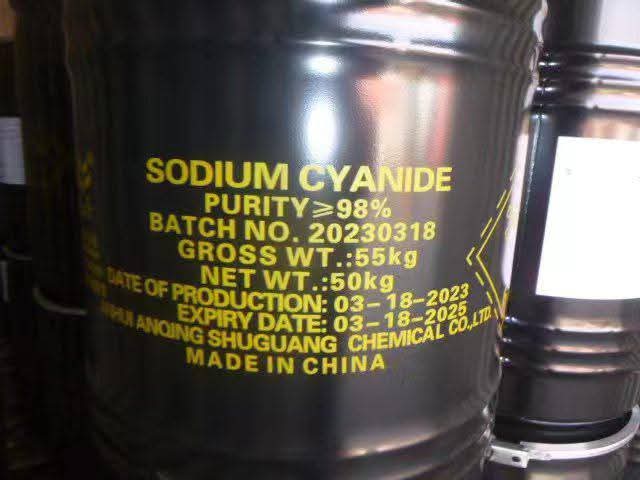 SODIUM CYANIDE
PURITY⩾98%
BATCH NO. 20230318
GROSS WT.:55kg
NET WT.:50kg
DATE OF PRODUCTION: 03-18-2023
EXPIRY DATE: 03-18-2025
ANQING SHUGUANG CHEMICAL CO.,LTD.
MADE IN CHINA